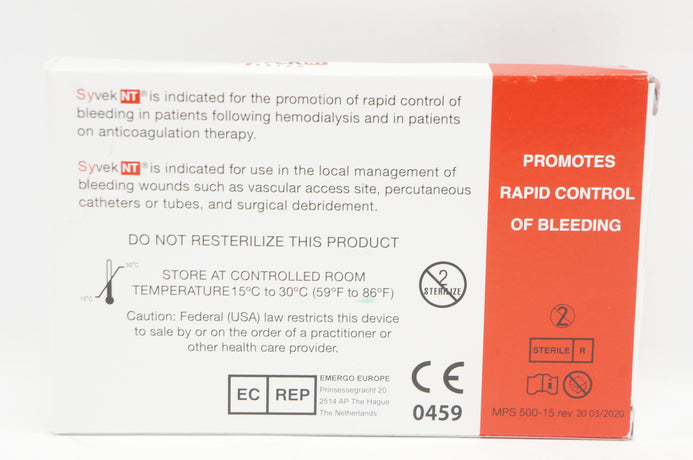 Syvek NT® is indicated for the promotion of rapid control of
bleeding in patients following hemodialysis and in patients
on anticoagulation therapy.
Syvek NT® is indicated for use in the local management of
bleeding wounds such as vascular access site, percutaneous
catheters or tubes, and surgical debridement.
DO NOT RESTERILIZE THIS PRODUCT
30°C
15°C
STORE AT CONTROLLED ROOM
TEMPERATURE 15°C to 30°C (59°F to 86°F)
2
STERILIZE
Caution: Federal (USA) law restricts this device
to sale by or on the order of a practitioner or
other health care provider.
EC REP
EMERGO EUROPE
Prinsessegracht 20
2514 AP The Hague
The Netherlands
CE
0459
PROMOTES
RAPID CONTROL
OF BLEEDING
2
STERILE R
MPS 500-15 rev 20 03/2020